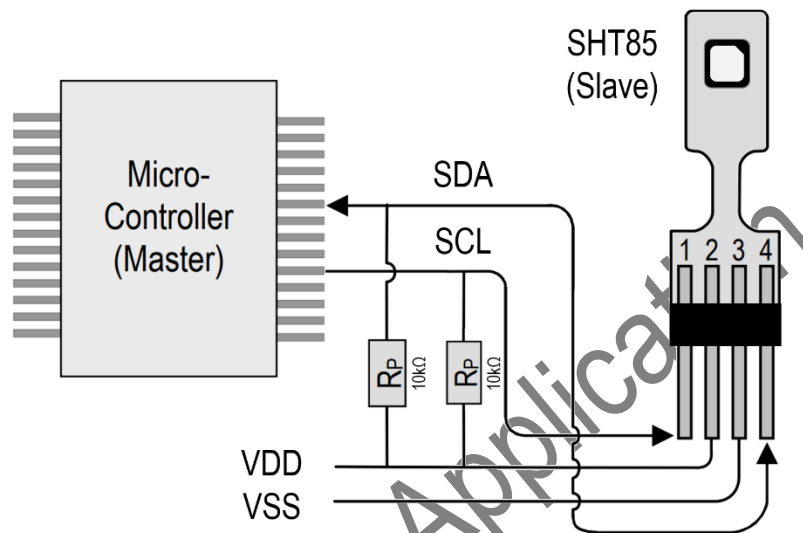 SHT85
(Slave)
Micro-
Controller
(Master)
SDA
SCL
1 2 3 4
RP 10kΩ
RP 10kΩ
VDD
VSS
Application